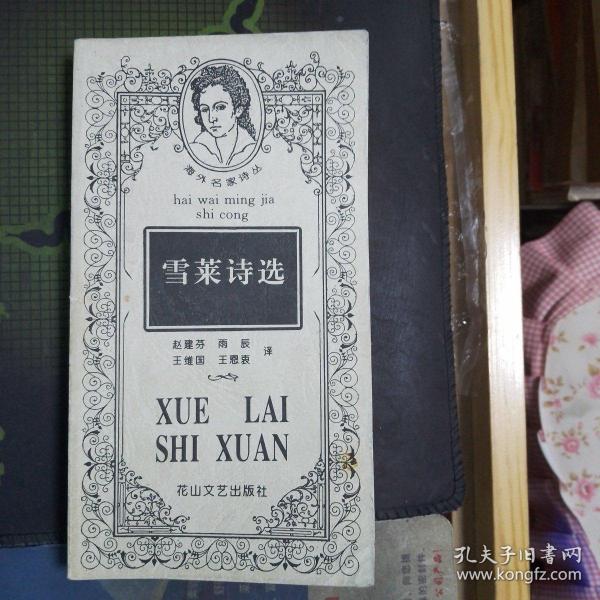 海外名家诗丛
hai wai ming jia
shi cong
雪莱诗选
赵建芬 雨辰
王维国 王恩衷 译
XUE LAI
SHI XUAN
花山文艺出版社
孔夫子旧书网
www.kongfz.com